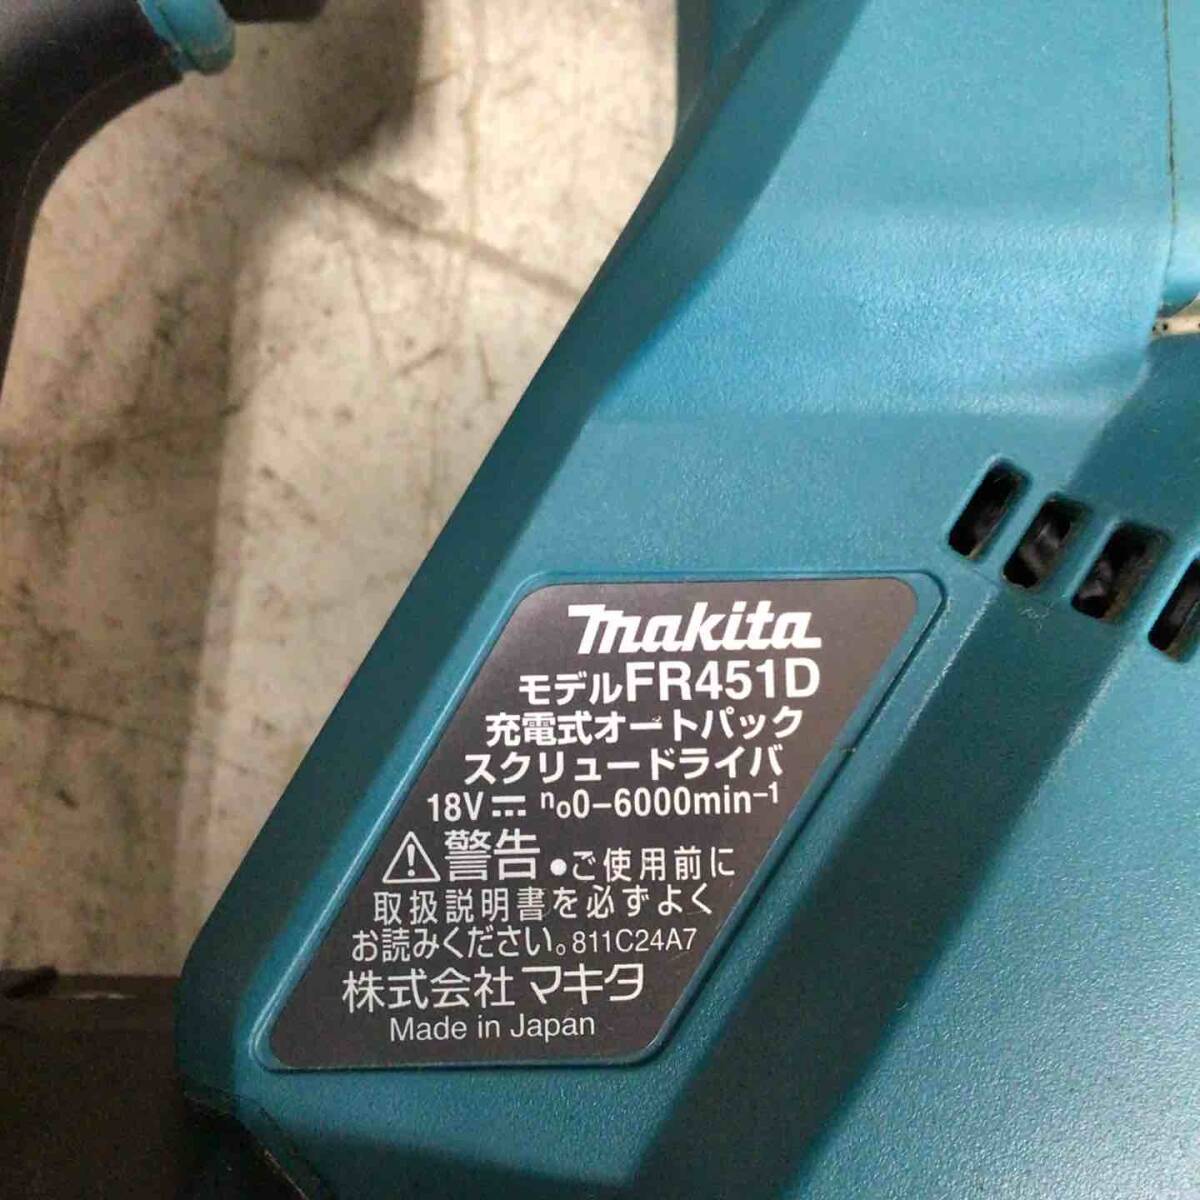 makita
モデルFR451D
充電式オートパック
スクリュードライバ
18V⎓ n₀0-6000min⁻¹
⚠警告 ●ご使用前に
取扱説明書を必ずよく
お読みください。811C24A7
株式会社マキタ
Made in Japan